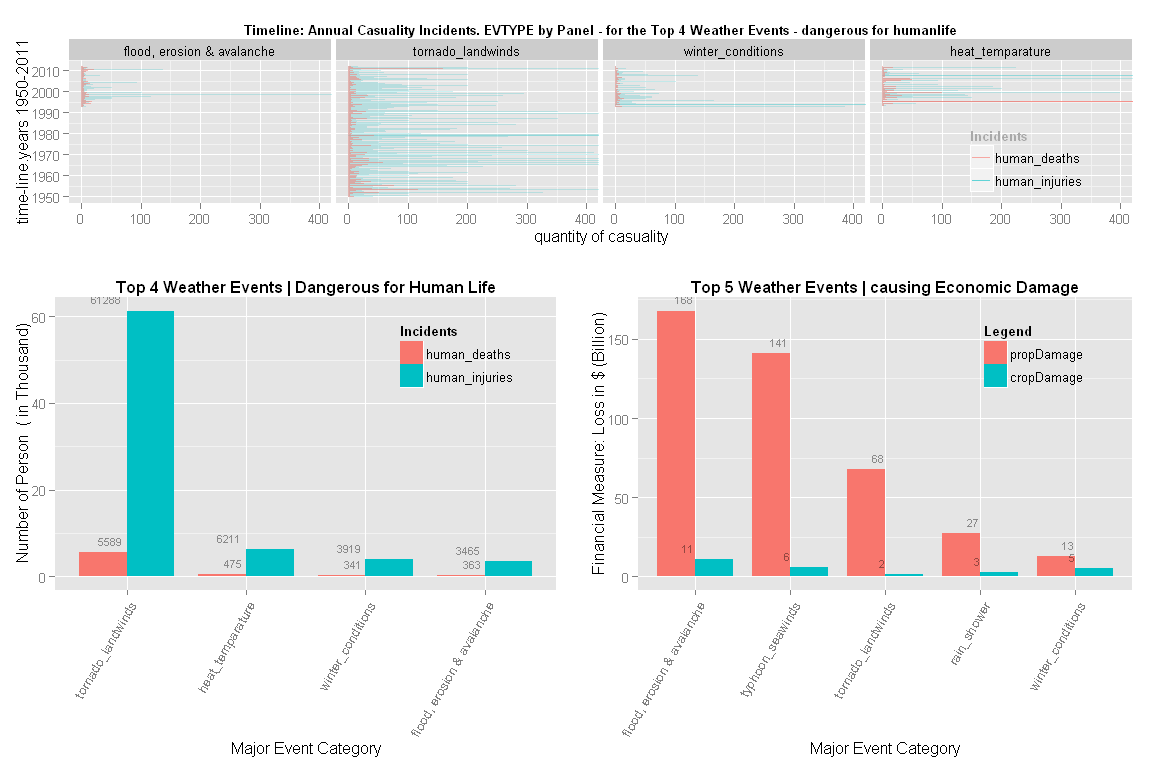 Timeline: Annual Casuality Incidents. EVTYPE by Panel - for the Top 4 Weather Events - dangerous for humanlife
flood, erosion & avalanche
tornado_landwinds
winter_conditions
heat_temparature
time-line.years 1950-2011
2010
2000
1990
1980
1970
1960
1950
Incidents
human_deaths
human_injuries
0 100 200 300 400
0 100 200 300 400
0 100 200 300 400
0 100 200 300 400
quantity of casuality
Top 4 Weather Events | Dangerous for Human Life
Number of Person ( in Thousand)
60
40
20
0
61288
5589
6211
475
3919
341
3465
363
Incidents
human_deaths
human_injuries
tornado_landwinds
heat_temparature
winter_conditions
flood, erosion & avalanche
Major Event Category
Top 5 Weather Events | causing Economic Damage
Financial Measure: Loss in $ (Billion)
150
100
50
0
168
11
141
6
68
2
27
3
13
5
Legend
propDamage
cropDamage
flood, erosion & avalanche
typhoon_seawinds
tornado_landwinds
rain_snower
winter_conditions
Major Event Category